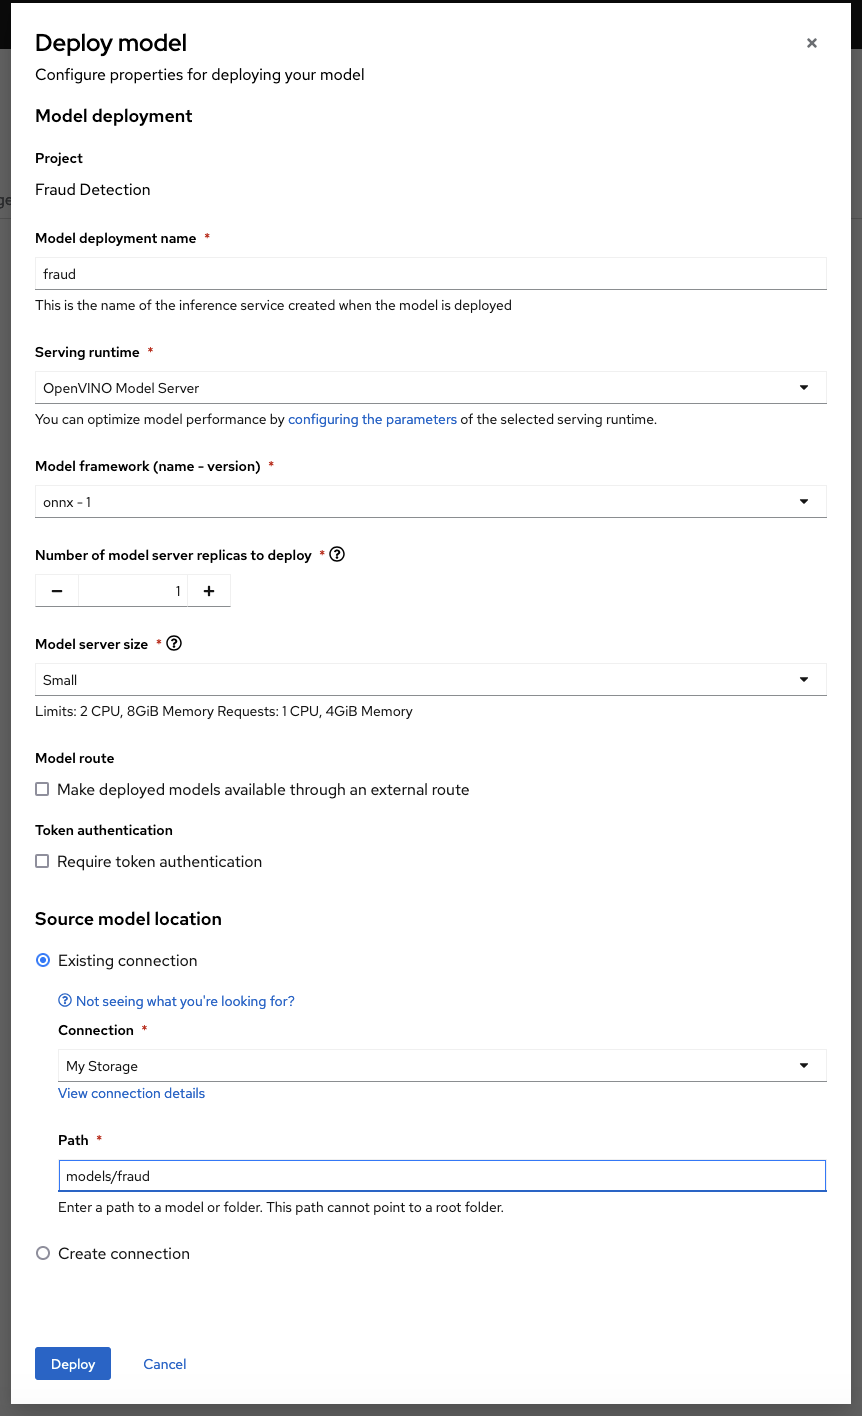 Deploy model
Configure properties for deploying your model
Model deployment
Project
Fraud Detection
Model deployment name *
fraud
This is the name of the inference service created when the model is deployed
Serving runtime *
OpenVINO Model Server
You can optimize model performance by configuring the parameters of the selected serving runtime.
Model framework (name - version) *
onnx - 1
Number of model server replicas to deploy *
1
Model server size *
Small
Limits: 2 CPU, 8GiB Memory Requests: 1 CPU, 4GiB Memory
Model route
Make deployed models available through an external route
Token authentication
Require token authentication
Source model location
Existing connection
Not seeing what you're looking for?
Connection *
My Storage
View connection details
Path *
models/fraud
Enter a path to a model or folder. This path cannot point to a root folder.
Create connection
Deploy Cancel